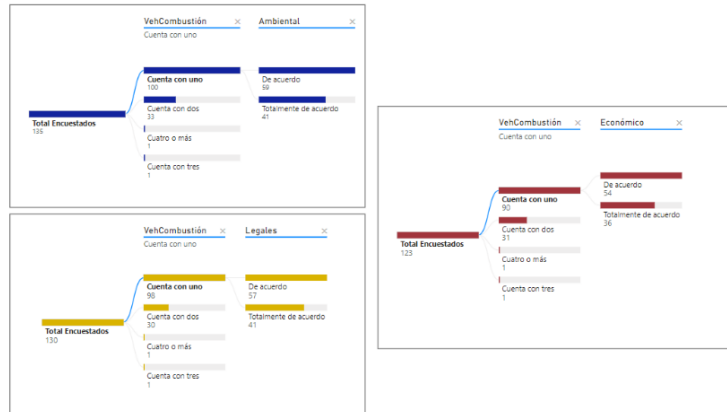 VehCombustión × Ambiental ×
Cuenta con uno
Cuenta con uno
100
De acuerdo
59
Cuenta con dos
33
Totalmente de acuerdo
41
Total Encuestados
135
Cuatro o más
1
Cuenta con tres
1
VehCombustión × Legales ×
Cuenta con uno
Cuenta con uno
98
De acuerdo
57
Cuenta con dos
30
Totalmente de acuerdo
41
Total Encuestados
130
Cuatro o más
1
Cuenta con tres
1
VehCombustión × Económico ×
Cuenta con uno
De acuerdo
54
Cuenta con uno
90
Totalmente de acuerdo
36
Cuenta con dos
31
Total Encuestados
123
Cuatro o más
1
Cuenta con tres
1